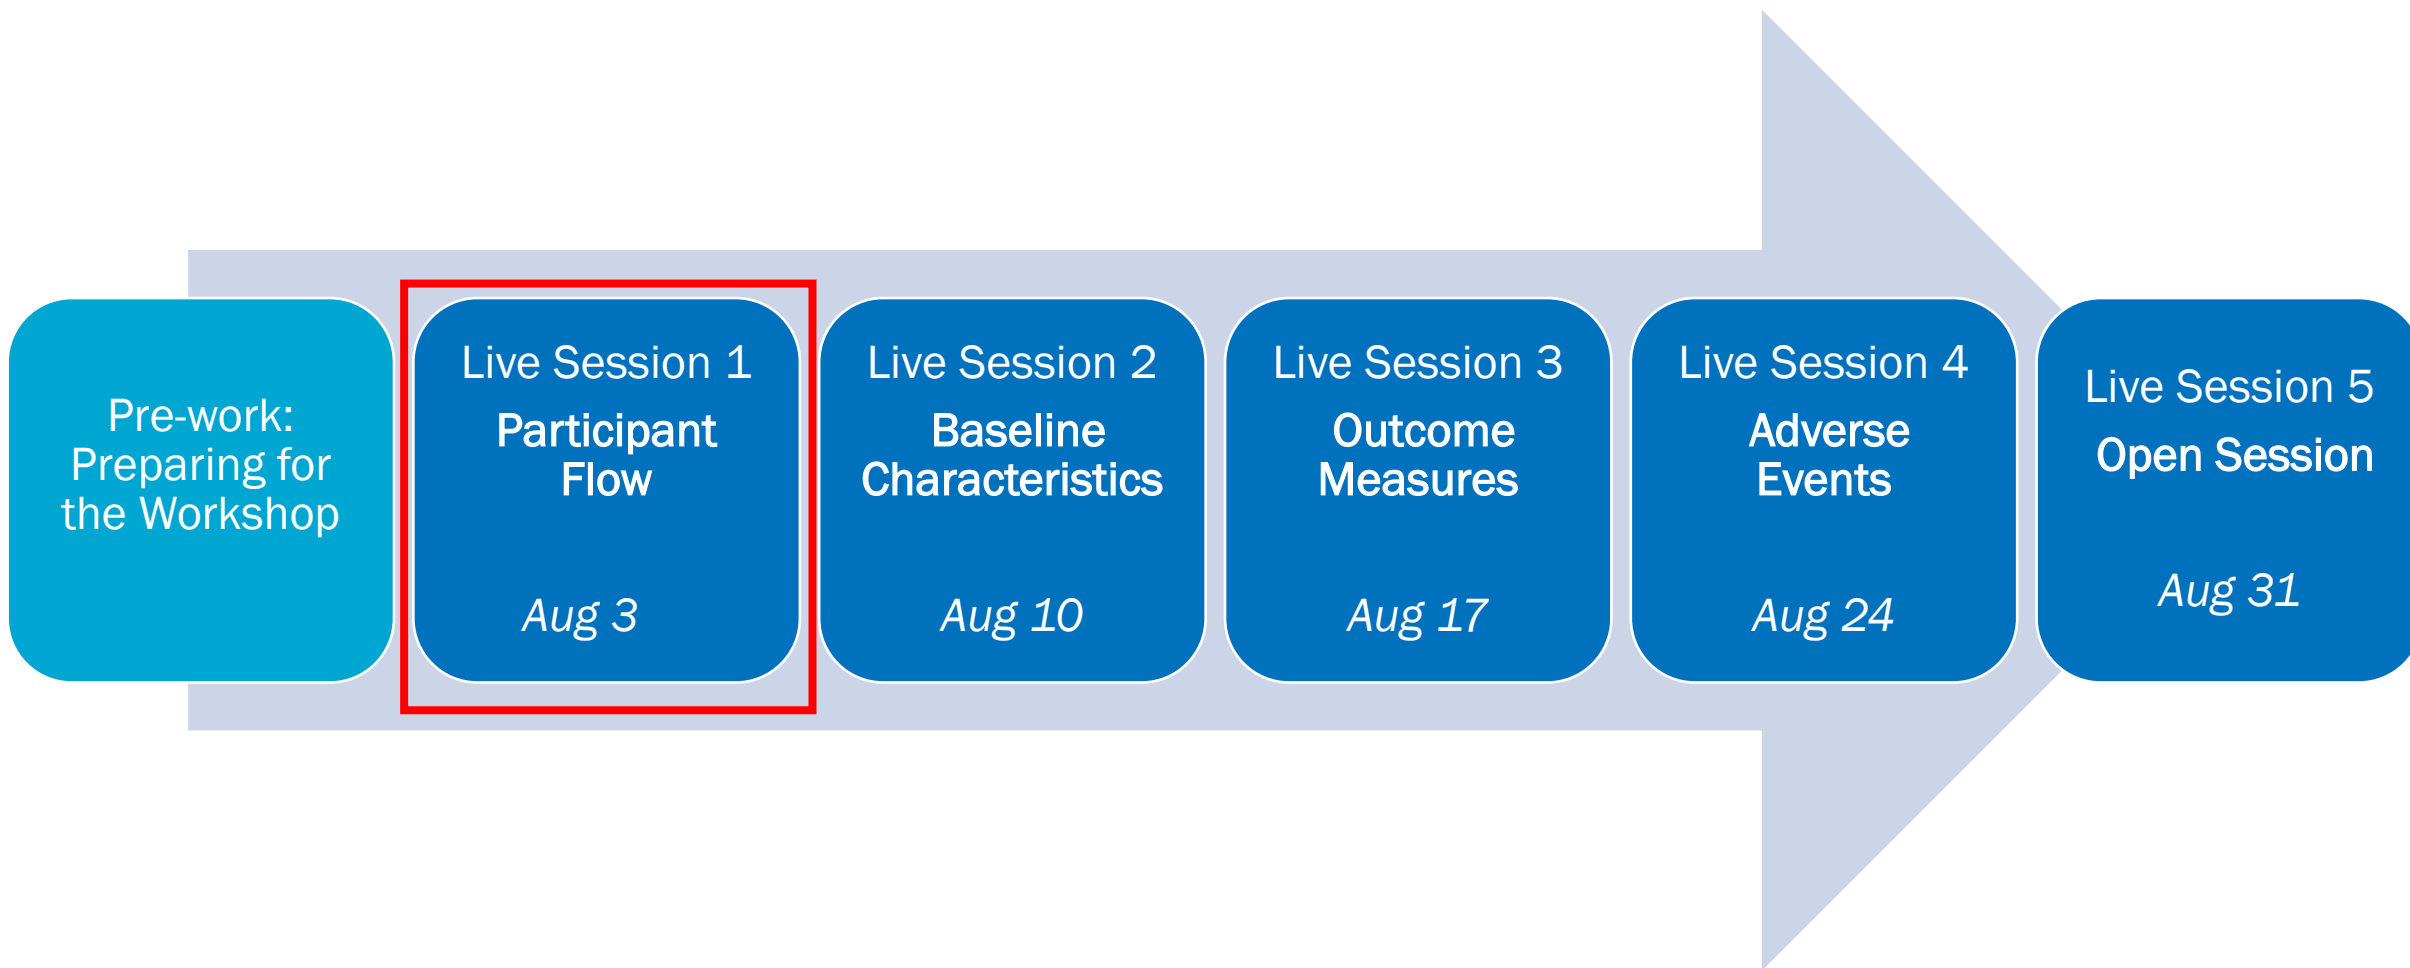 Pre-work:
Preparing for
the Workshop
Live Session 1
Participant
Flow
Aug 3
Live Session 2
Baseline
Characteristics
Aug 10
Live Session 3
Outcome
Measures
Aug 17
Live Session 4
Adverse
Events
Aug 24
Live Session 5
Open Session
Aug 31